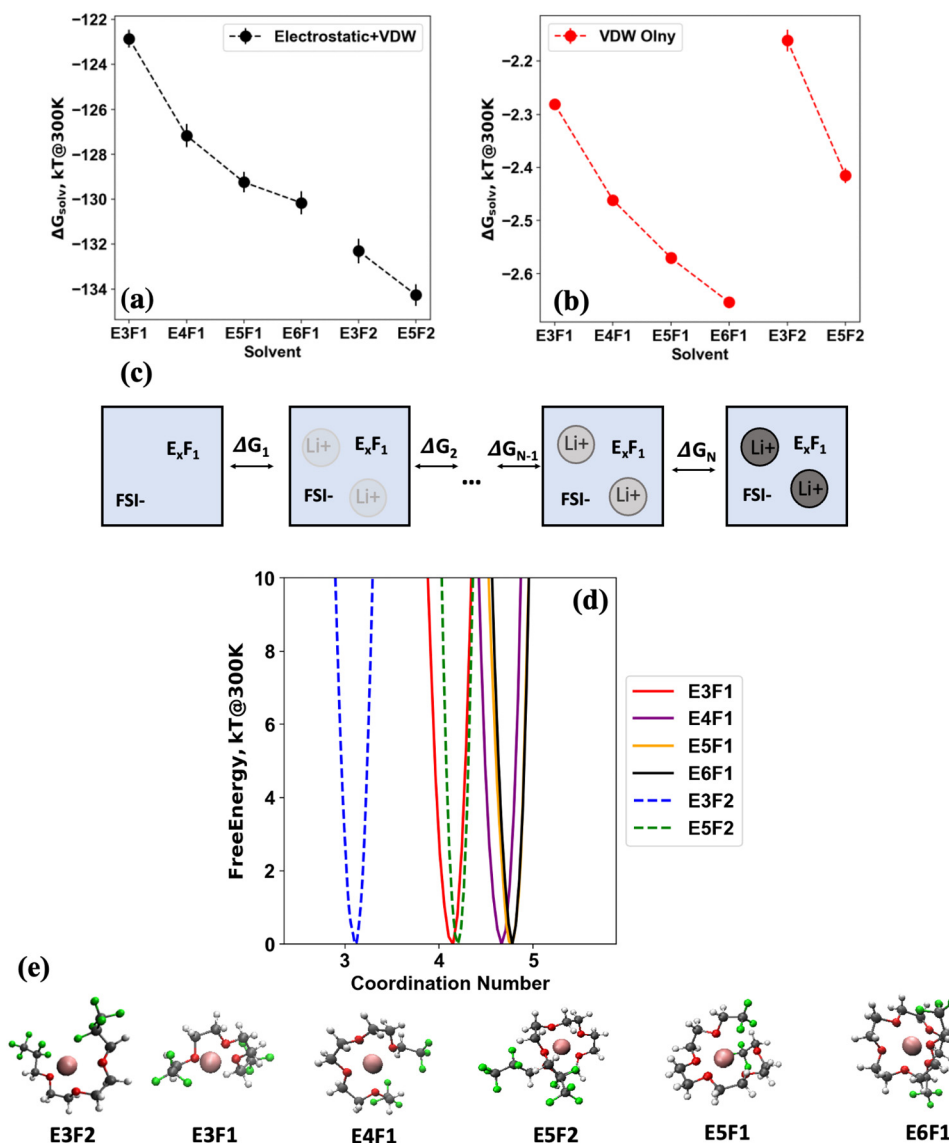 Electrostatic+VDW
−122
−124
−126
−128
−130
−132
−134
ΔG_solv, kT@300K
(a)
E3F1 E4F1 E5F1 E6F1 E3F2 E5F2
Solvent
VDW Olny
−2.2
−2.3
−2.4
−2.5
−2.6
ΔG_solv, kT@300K
(b)
E3F1 E4F1 E5F1 E6F1 E3F2 E5F2
Solvent
(c)
ExF1
FSI-
ΔG1
Li+
ExF1
FSI-
Li+
ΔG2
...
ΔGN-1
Li+
ExF1
FSI-
Li+
ΔGN
Li+
ExF1
FSI-
Li+
(d)
10
8
6
4
2
0
FreeEnergy, kT@300K
3 4 5
Coordination Number
E3F1
E4F1
E5F1
E6F1
E3F2
E5F2
(e)
E3F2 E3F1 E4F1 E5F2 E5F1 E6F1